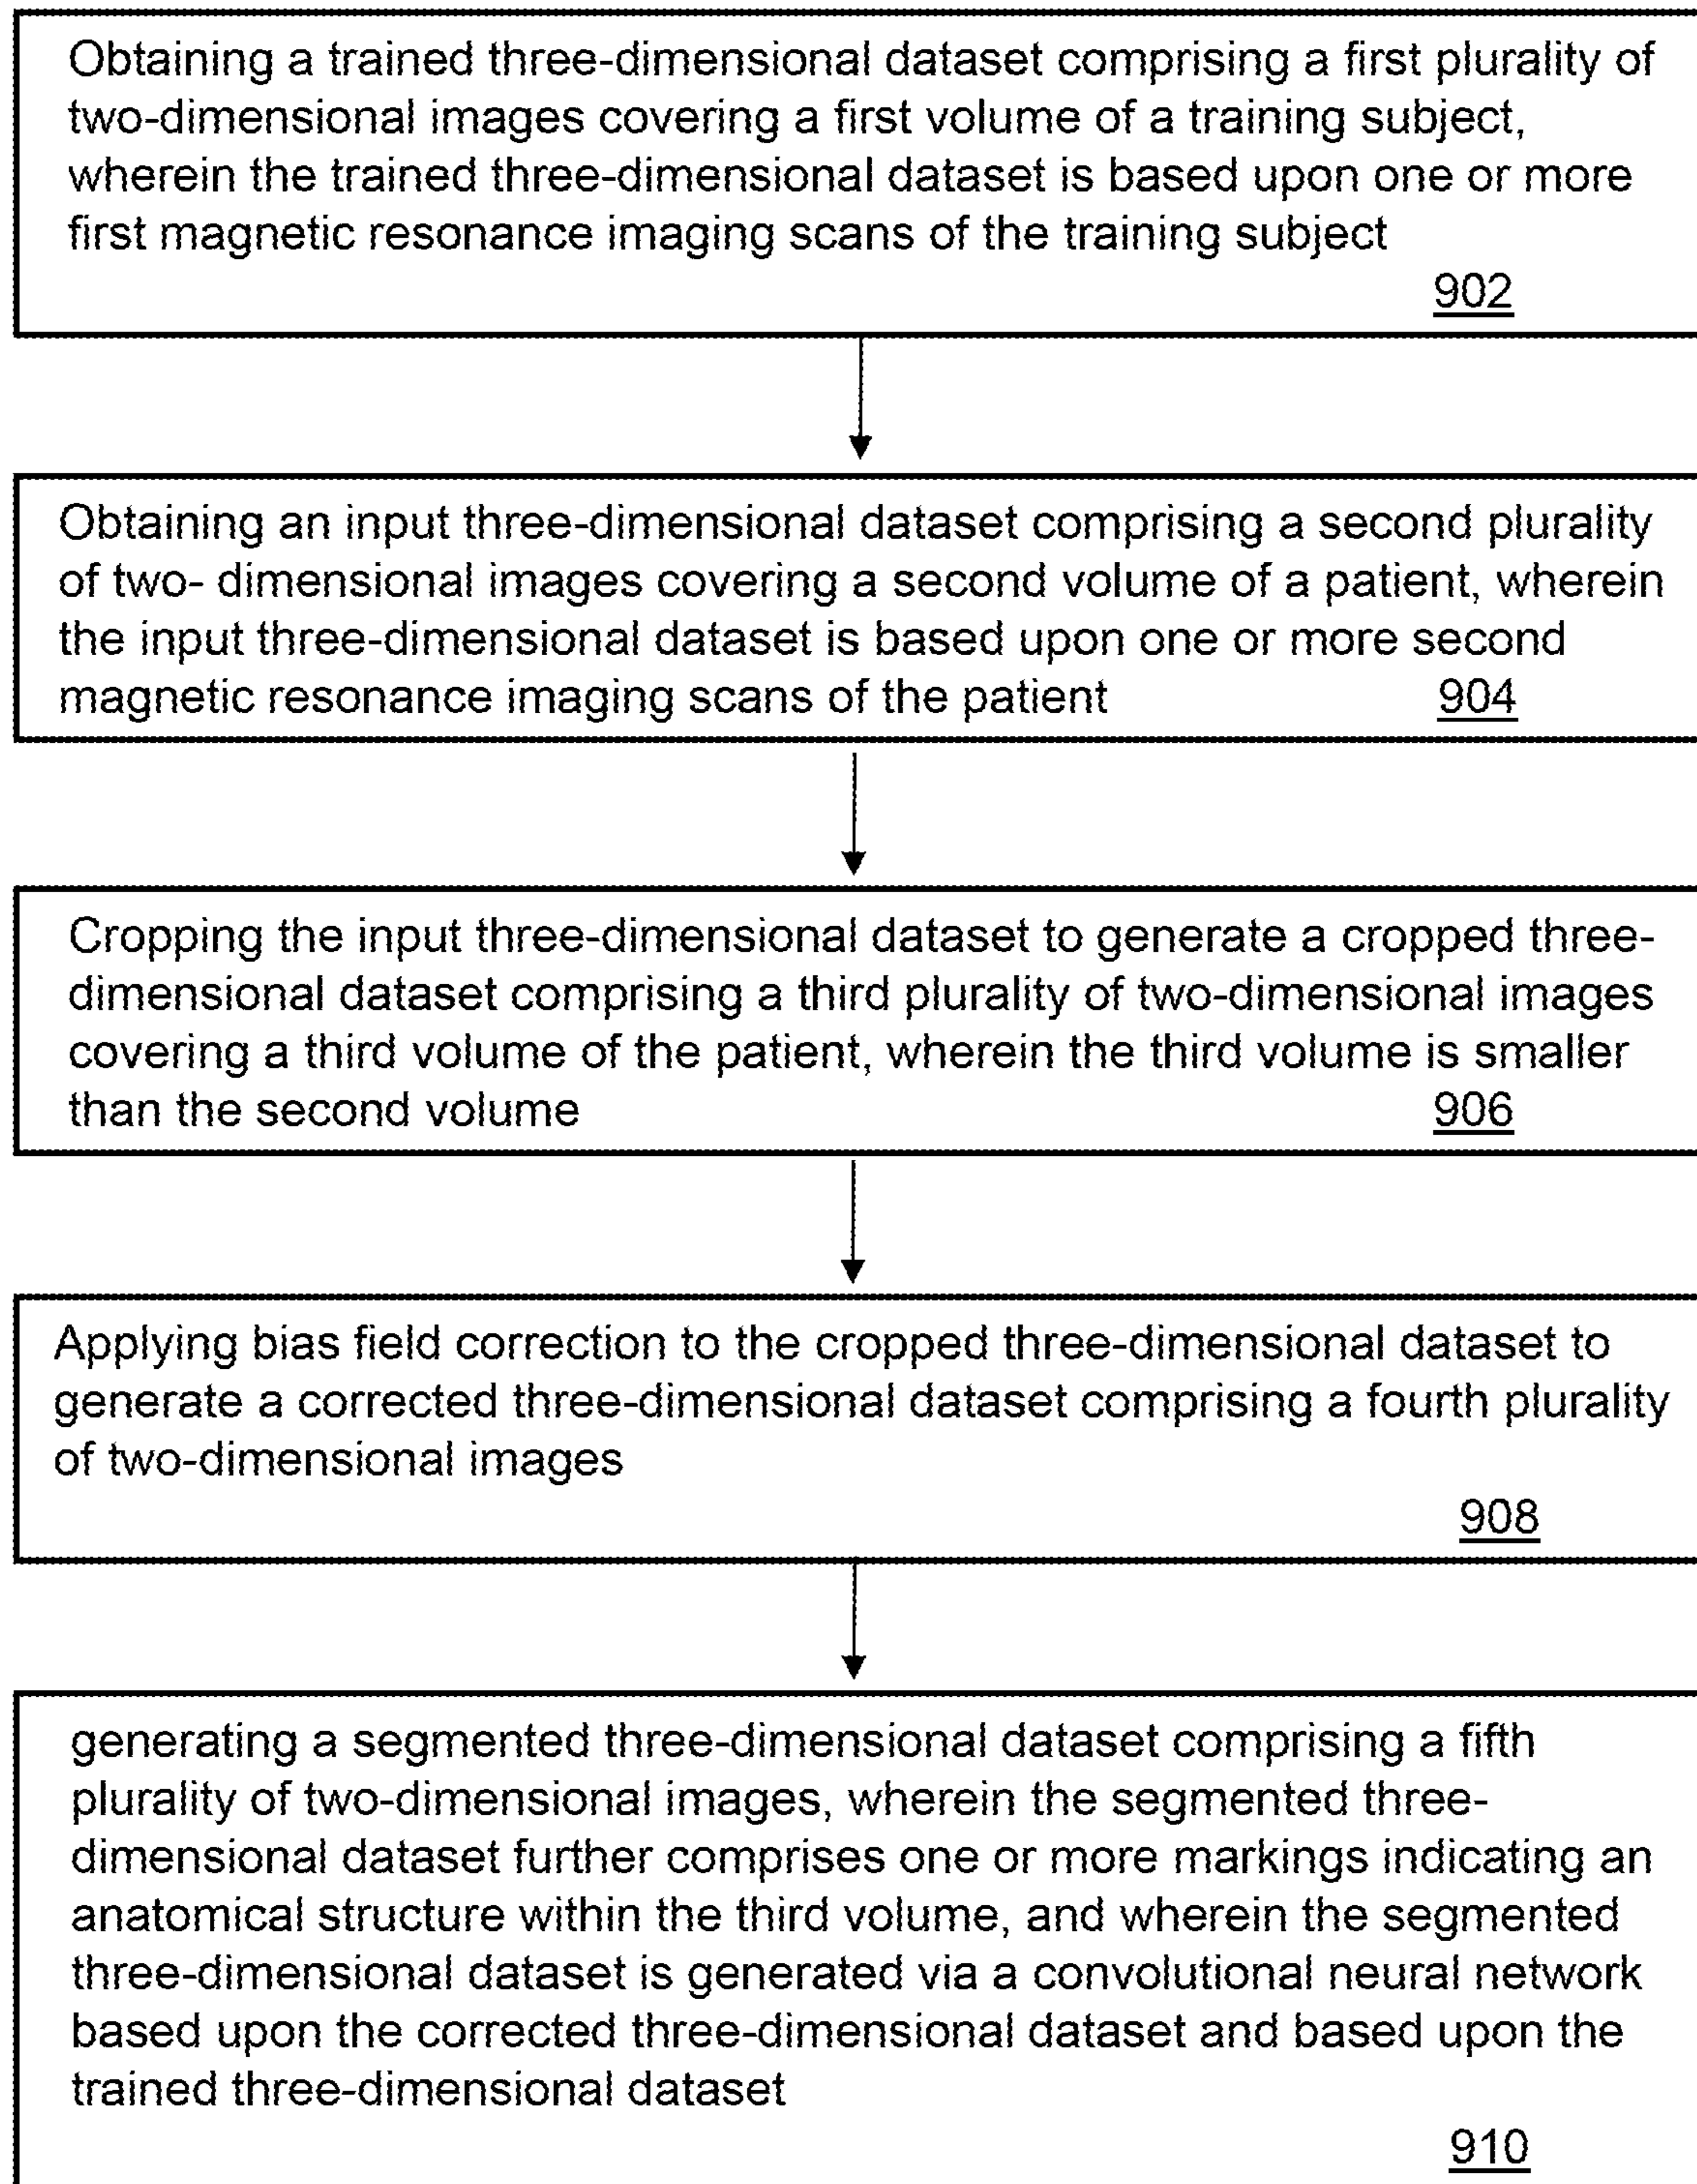 Obtaining a trained three-dimensional dataset comprising a first plurality of
two-dimensional images covering a first volume of a training subject,
wherein the trained three-dimensional dataset is based upon one or more
first magnetic resonance imaging scans of the training subject
902
Obtaining an input three-dimensional dataset comprising a second plurality
of two- dimensional images covering a second volume of a patient, wherein
the input three-dimensional dataset is based upon one or more second
magnetic resonance imaging scans of the patient 904
Cropping the input three-dimensional dataset to generate a cropped three-
dimensional dataset comprising a third plurality of two-dimensional images
covering a third volume of the patient, wherein the third volume is smaller
than the second volume 906
Applying bias field correction to the cropped three-dimensional dataset to
generate a corrected three-dimensional dataset comprising a fourth plurality
of two-dimensional images
908
generating a segmented three-dimensional dataset comprising a fifth
plurality of two-dimensional images, wherein the segmented three-
dimensional dataset further comprises one or more markings indicating an
anatomical structure within the third volume, and wherein the segmented
three-dimensional dataset is generated via a convolutional neural network
based upon the corrected three-dimensional dataset and based upon the
trained three-dimensional dataset
910